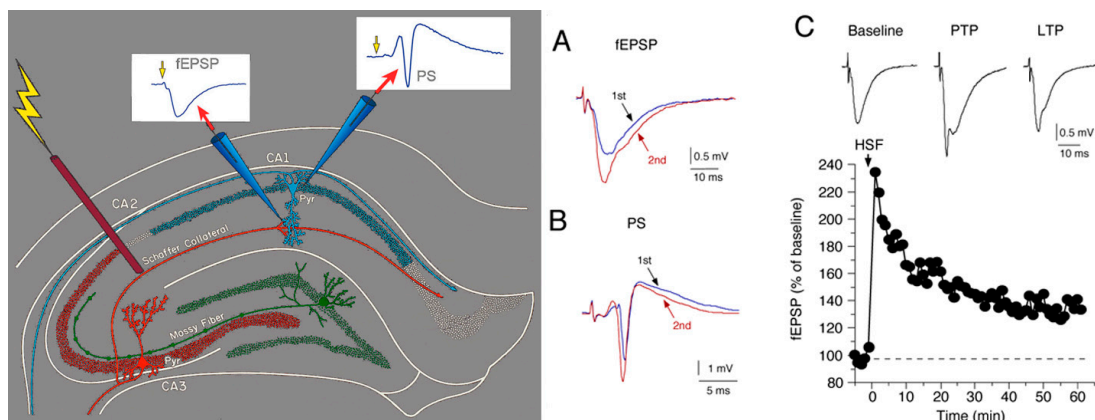 fEPSP
PS
CA1
CA2
Pyr
Schaffer Collateral
Mossy Fiber
Pyr
CA3
A
fEPSP
1st
2nd
0.5 mV
10 ms
B
PS
1st
2nd
1 mV
5 ms
C
Baseline
PTP
LTP
0.5 mV
10 ms
HSF
fEPSP (% of baseline)
240
220
200
180
160
140
120
100
80
0 10 20 30 40 50 60
Time (min)